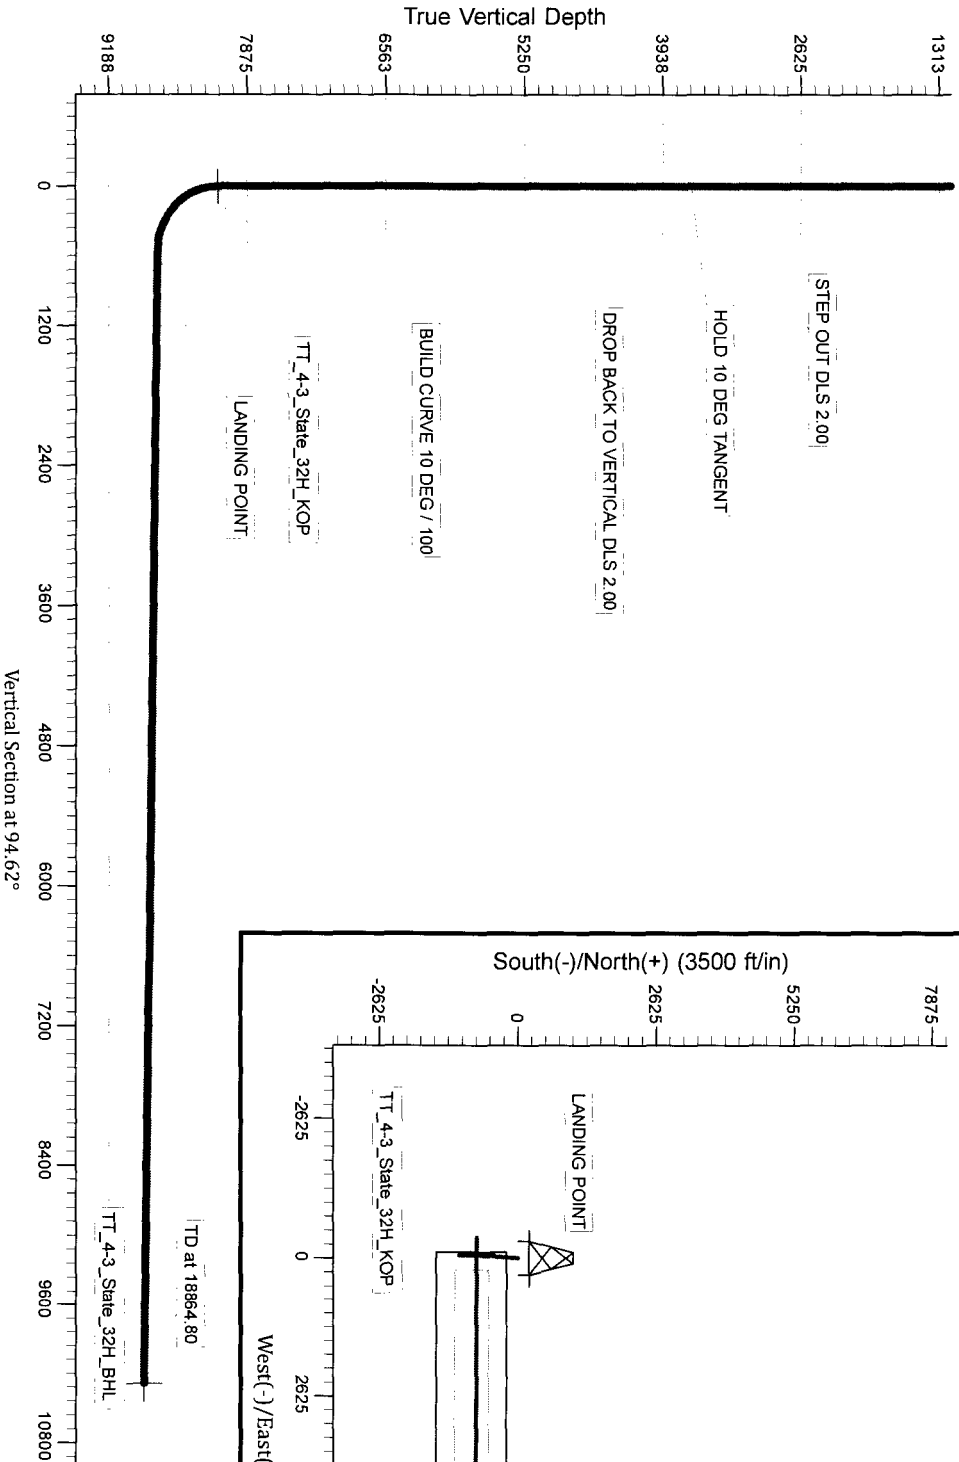 True Vertical Depth
1313
2625
3938
5250
6563
7875
9188
0
1200
2400
3600
4800
6000
7200
8400
9600
10800
Vertical Section at 94.62°
STEP OUT DLS 2.00
HOLD 10 DEG TANGENT
DROP BACK TO VERTICAL DLS 2.00
BUILD CURVE 10 DEG / 100
TT_4-3_State_32H_KOP
LANDING POINT
TD at 18864.80
TT_4-3_State_32H_BHL
South(-)/North(+) (3500 ft/in)
7875
5250
2625
0
-2625
-2625
0
2625
West(-)/East(
LANDING POINT
TT_4-3_State_32H_KOP